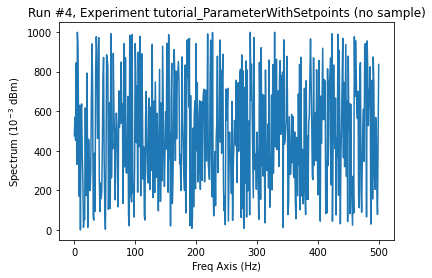 Run #4, Experiment tutorial_ParameterWithSetpoints (no sample)
1000
800
600
400
200
0
Spectrum (10⁻³ dBm)
0 100 200 300 400 500
Freq Axis (Hz)